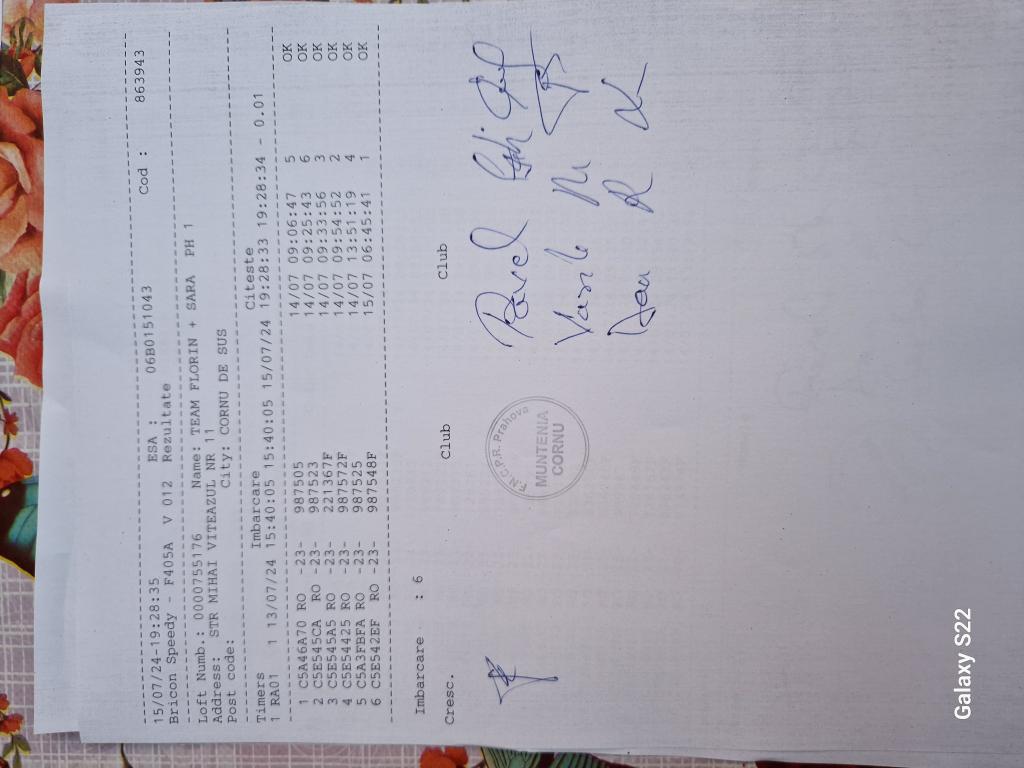 15/07/24-19:28:35 ESA : 06B0151043 Cod : 863943
Bricon Speedy - F405A V 012 Rezultate
Loft Numb.: 0000755176 Name: TEAM FLORIN + SARA PH 1
Address: STR MIHAI VITEAZUL NR 11
Post code: City: CORNU DE SUS
Imbarcare Citeste
Timers
1 RA01 1 13/07/24 15:40:05 15:40:05 15/07/24 19:28:33 19:28:34 - 0.01
1 C5A46A70 RO -23- 987505 14/07 09:06:47 5 OK
2 C5E545CA RO -23- 987523 14/07 09:25:43 6 OK
3 C5E545A5 RO -23- 221367F 14/07 09:33:56 3 OK
4 C5E54425 RO -23- 987572F 14/07 09:54:52 2 OK
5 C5A3FBFA RO -23- 987525 14/07 13:51:19 4 OK
6 C5E542EF RO -23- 987548F 15/07 06:45:41 1 OK
Imbarcare : 6
Cresc. Club Club
F.N.C.P.R. Prahova
MUNTENIA
CORNU
Pavel
Vasile
Galaxy S22